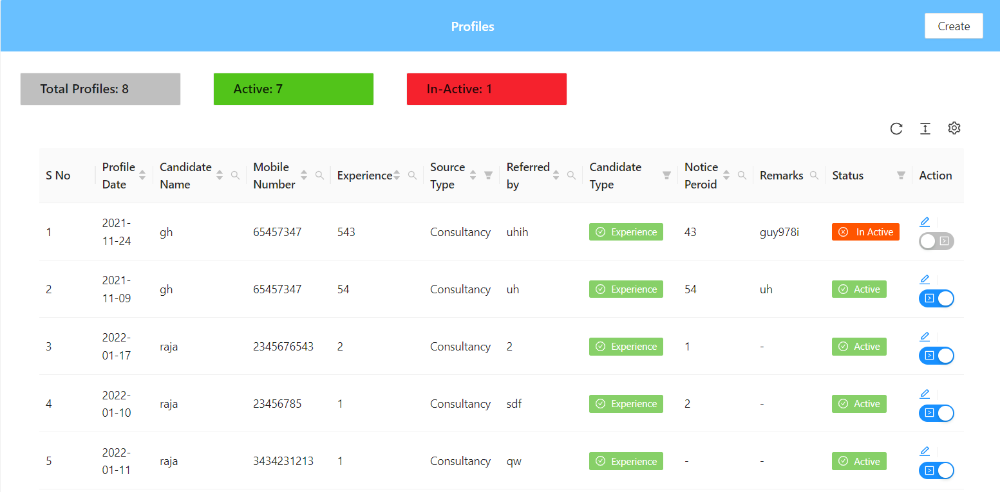 Profiles
Create
Total Profiles: 8
Active: 7
In-Active: 1
S No
Profile
Date
Candidate
Name
Mobile
Number
Experience
Source
Type
Referred
by
Candidate
Type
Notice
Peroid
Remarks
Status
Action
1
2021-
11-24
gh
65457347
543
Consultancy
uhih
Experience
43
guy978i
In Active
2
2021-
11-09
gh
65457347
54
Consultancy
uh
Experience
54
uh
Active
3
2022-
01-17
raja
2345676543
2
Consultancy
2
Experience
1
-
Active
4
2022-
01-10
raja
23456785
1
Consultancy
sdf
Experience
2
-
Active
5
2022-
01-11
raja
3434231213
1
Consultancy
qw
Experience
-
-
Active